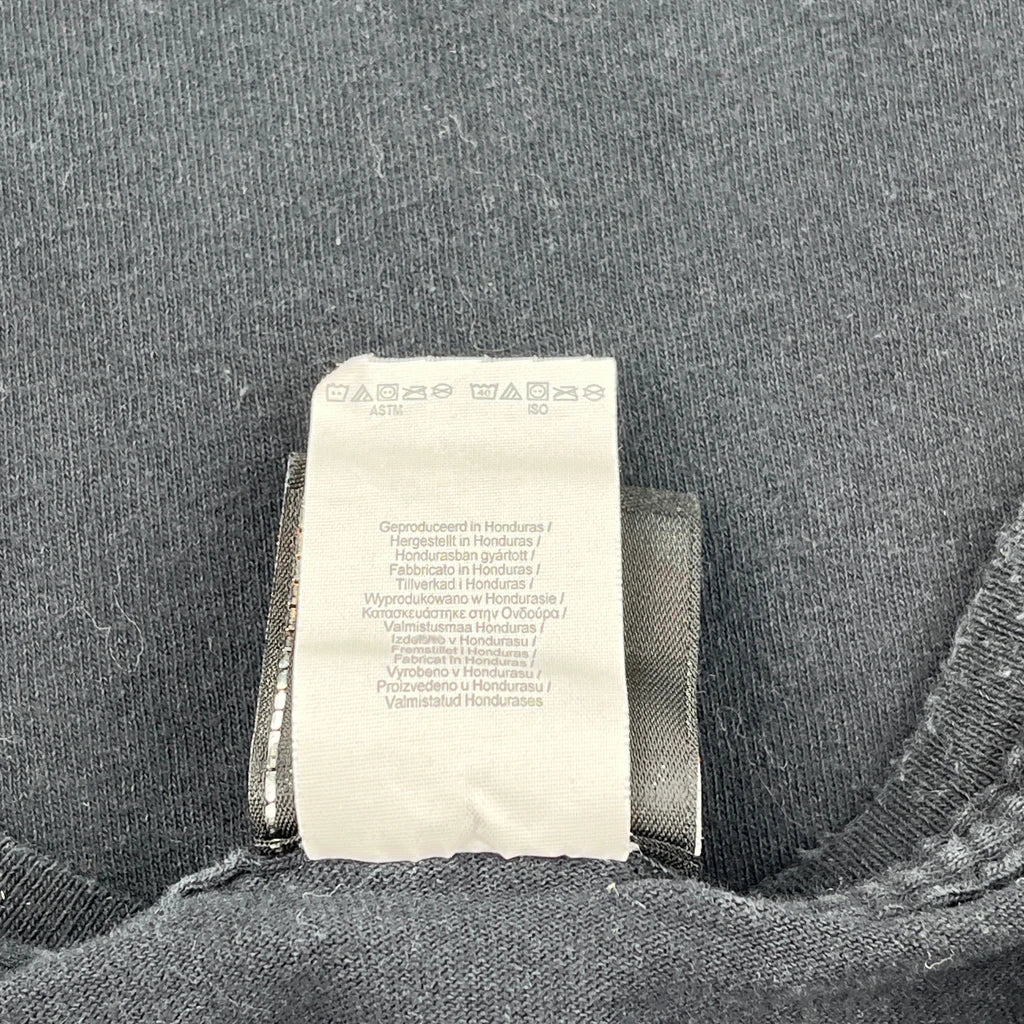 ASTM ISO
Geproduceerd in Honduras /
Hergestellt in Honduras /
Hondurasban gyártott /
Fabbricato in Honduras /
Tillverkad i Honduras /
Wyprodukowano w Hondurasie /
Κατασκευάστηκε στην Ονδούρα /
Valmistusmaa Honduras /
Izdelano v Hondurasu /
Fremstillet i Honduras /
Fabricat în Honduras /
Vyrobeno v Hondurasu /
Proizvedeno u Hondurasu /
Valmistatud Hondurases